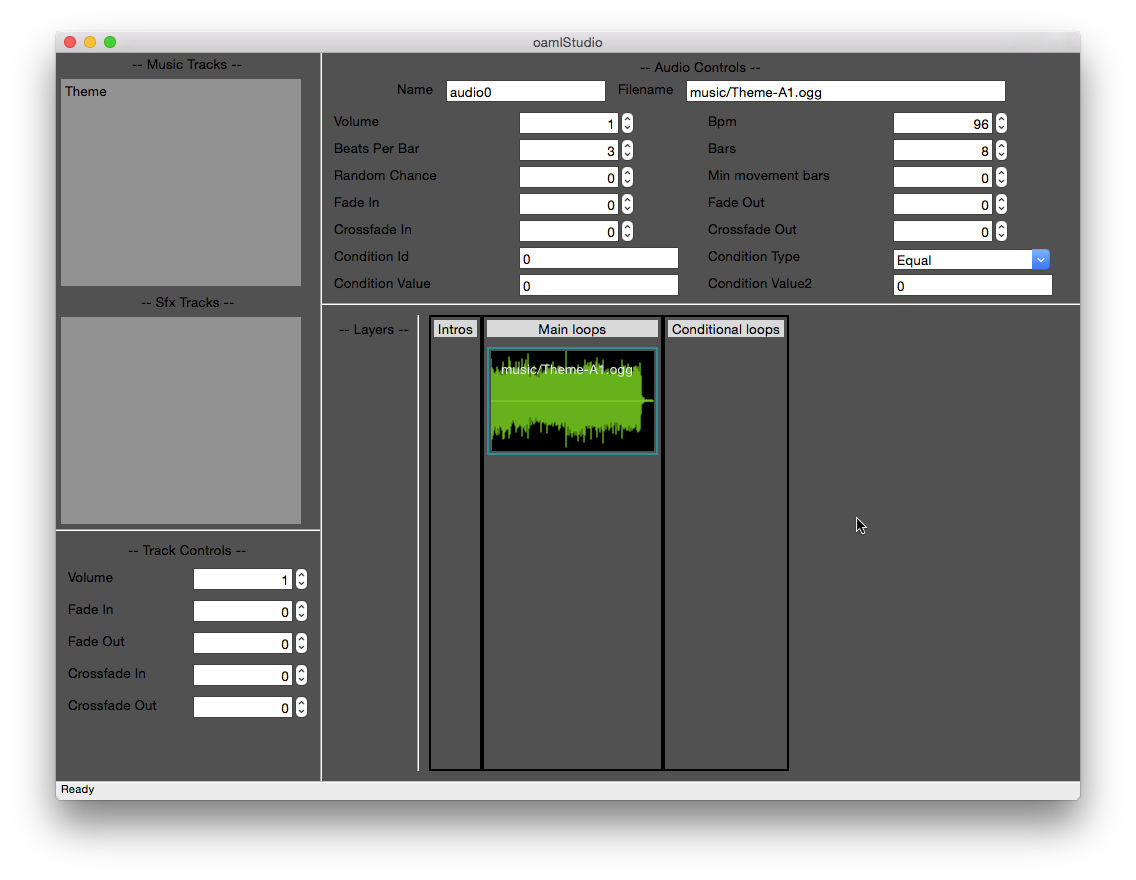 oamlStudio
-- Music Tracks --
Theme
-- Sfx Tracks --
-- Track Controls --
Volume 1
Fade In 0
Fade Out 0
Crossfade In 0
Crossfade Out 0
-- Audio Controls --
Name audio0 Filename music/Theme-A1.ogg
Volume 1 Bpm 96
Beats Per Bar 3 Bars 8
Random Chance 0 Min movement bars 0
Fade In 0 Fade Out 0
Crossfade In 0 Crossfade Out 0
Condition Id 0 Condition Type Equal
Condition Value 0 Condition Value2 0
-- Layers -- Intros Main loops Conditional loops
music/Theme-A1.ogg
Ready